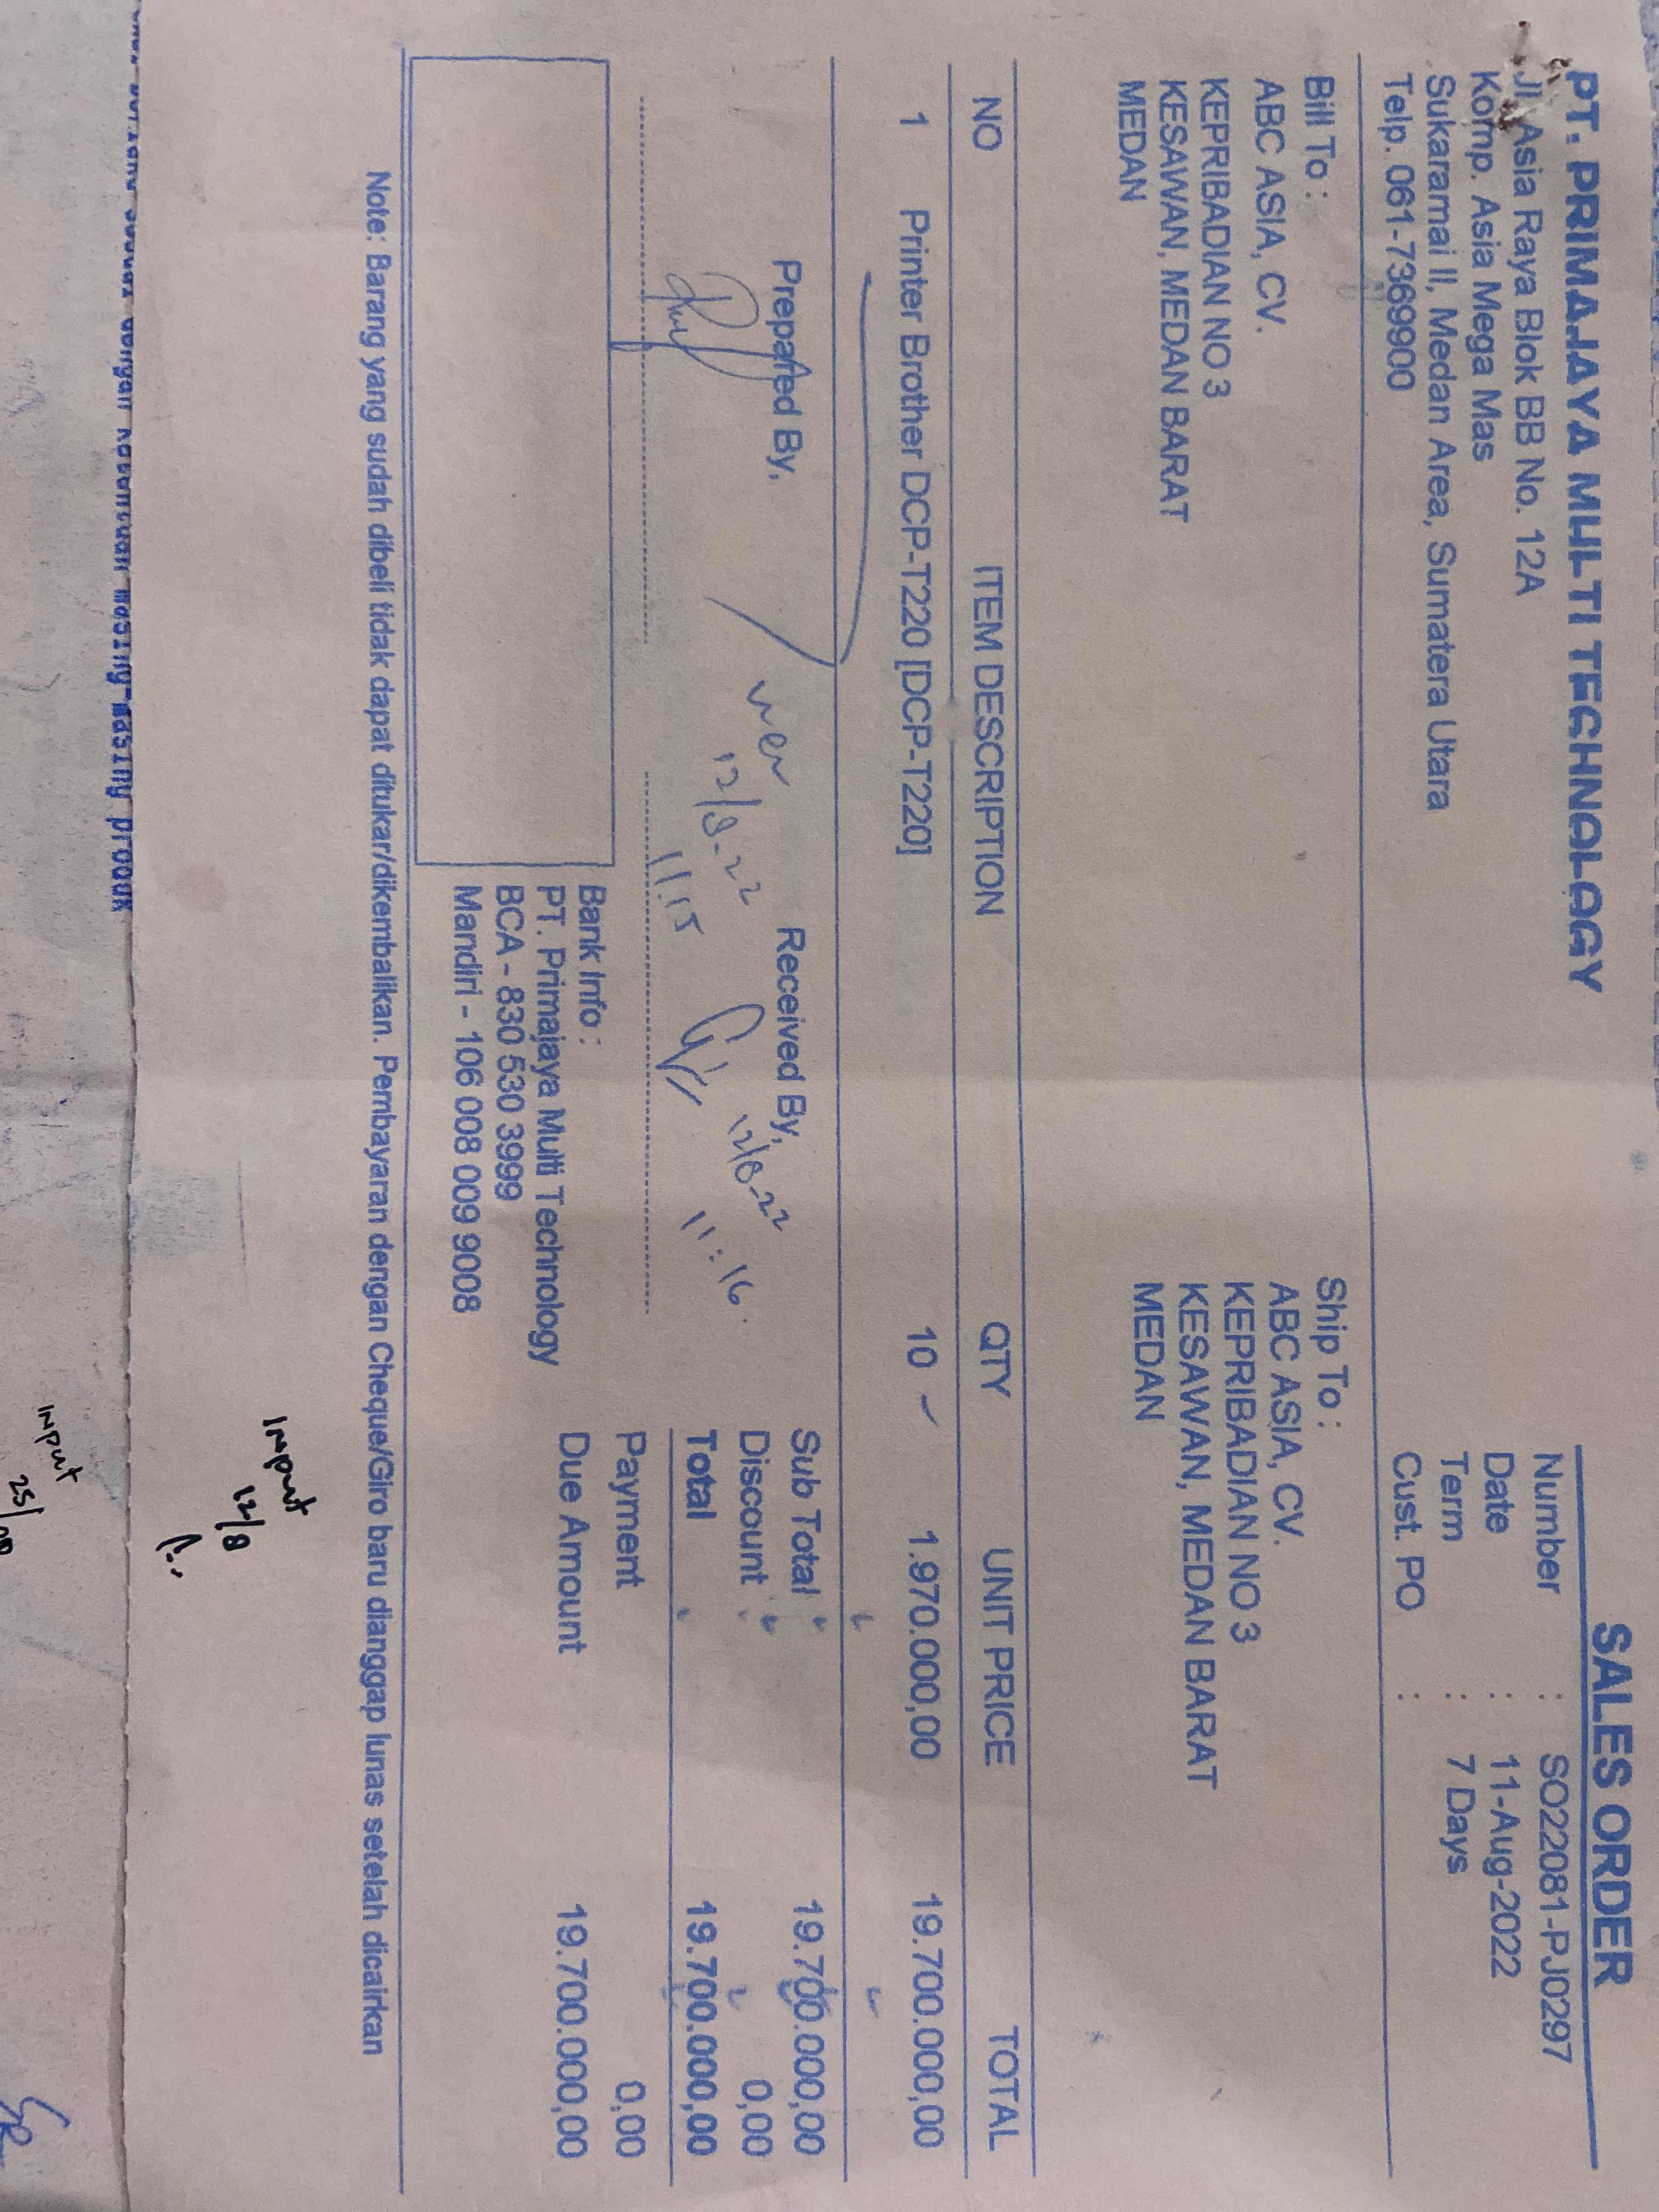 PT. PRIMAJAYA MULTI TECHNOLOGY
Jl. Asia Raya Blok BB No. 12A
Komp. Asia Mega Mas
Sukaramai II, Medan Area, Sumatera Utara
Telp. 061-7369900
SALES ORDER
Number : SO22081-PJ0297
Date : 11-Aug-2022
Term : 7 Days
Cust. PO :
Bill To :
ABC ASIA, CV.
KEPRIBADIAN NO 3
KESAWAN, MEDAN BARAT
MEDAN
Ship To :
ABC ASIA, CV.
KEPRIBADIAN NO 3
KESAWAN, MEDAN BARAT
MEDAN
NO ITEM DESCRIPTION QTY UNIT PRICE TOTAL
1 Printer Brother DCP-T220 [DCP-T220] 10 1.970.000,00 19.700.000,00
Prepared By,
Received By,
12/8-22
11.15
12/8-22
11:16
Sub Total 19.700.000,00
Discount 0,00
Total 19.700.000,00
Payment 0,00
Due Amount 19.700.000,00
Bank Info :
PT. Primajaya Multi Technology
BCA - 830 530 3999
Mandiri - 106 008 009 9008
Note: Barang yang sudah dibeli tidak dapat ditukar/dikembalikan. Pembayaran dengan Cheque/Giro baru dianggap lunas setelah dicairkan
Input
12/8
masing-masing produk
Input